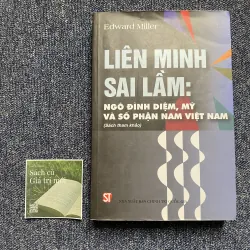 Edward Miller
LIÊN MINH
SAI LẦM:
NGÔ ĐÌNH DIỆM, MỸ
VÀ SỐ PHẬN NAM VIỆT NAM
(Sách tham khảo)
Sách cũ
Giá trị mới